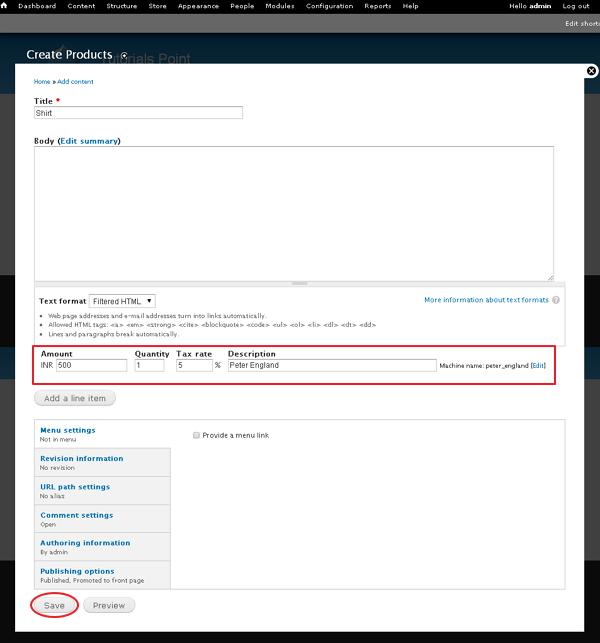 Dashboard Content Structure Store Appearance People Modules Configuration Reports Help Hello admin Log out
Edit shorts
Create Products
Tutorials Point
Home » Add content
Title *
Shirt
Body (Edit summary)
Text format Filtered HTML
More information about text formats
Web page addresses and e-mail addresses turn into links automatically.
Allowed HTML tags: <a> <em> <strong> <cite> <blockquote> <code> <ul> <ol> <li> <dl> <dt> <dd>
Lines and paragraphs break automatically.
Amount Quantity Tax rate Description
INR 500 1 5 % Peter England Machine name: peter_england [Edit]
Add a line item
Menu settings
Not in menu
Provide a menu link
Revision information
No revision
URL path settings
No alias
Comment settings
Open
Authoring information
By admin
Publishing options
Published, Promoted to front page
Save Preview